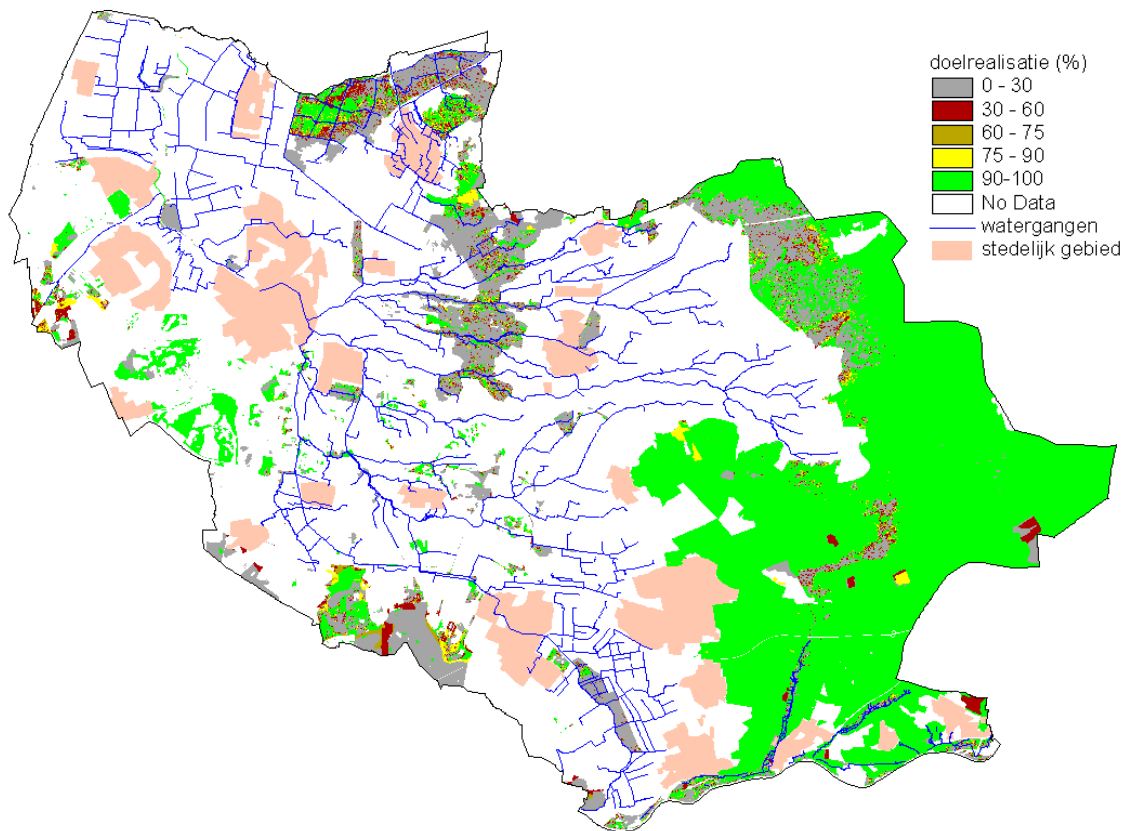 doelrealisatie (%)
0 - 30
30 - 60
60 - 75
75 - 90
90-100
No Data
watergangen
stedelijk gebied